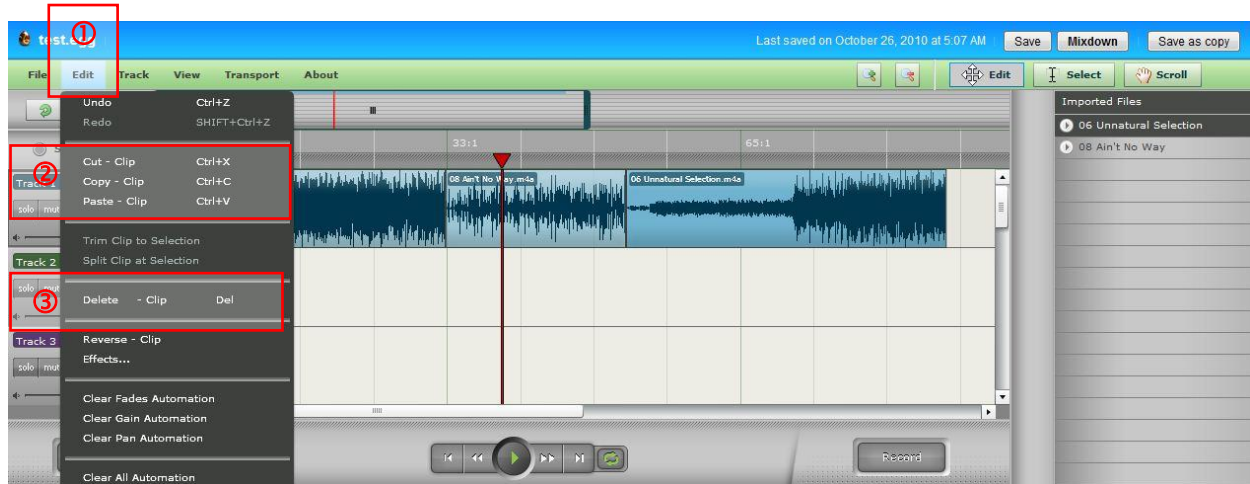 ①
test.egg
Last saved on October 26, 2010 at 5:07 AM
Save
Mixdown
Save as copy
File Edit Track View Transport About
Edit
Select
Scroll
Undo Ctrl+Z
Redo SHIFT+Ctrl+Z
Imported Files
06 Unnatural Selection
08 Ain't No Way
33:1
65:1
②
Cut - Clip Ctrl+X
Copy - Clip Ctrl+C
Paste - Clip Ctrl+V
08 Ain't No Way.m4a
06 Unnatural Selection.m4a
solo
Trim Clip to Selection
Split Clip at Selection
Track 2
solo
③
Delete - Clip Del
Track 3
solo
Reverse - Clip
Effects...
Clear Fades Automation
Clear Gain Automation
Clear Pan Automation
Clear All Automation
Record